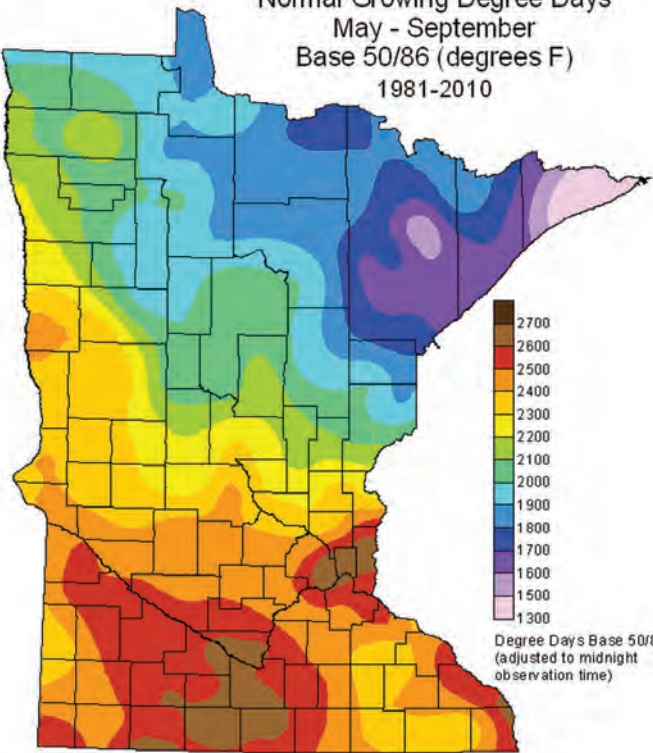 Normal Growing Degree Days
May - September
Base 50/86 (degrees F)
1981-2010
2700
2600
2500
2400
2300
2200
2100
2000
1900
1800
1700
1600
1500
1300
Degree Days Base 50/8
(adjusted to midnight
observation time)